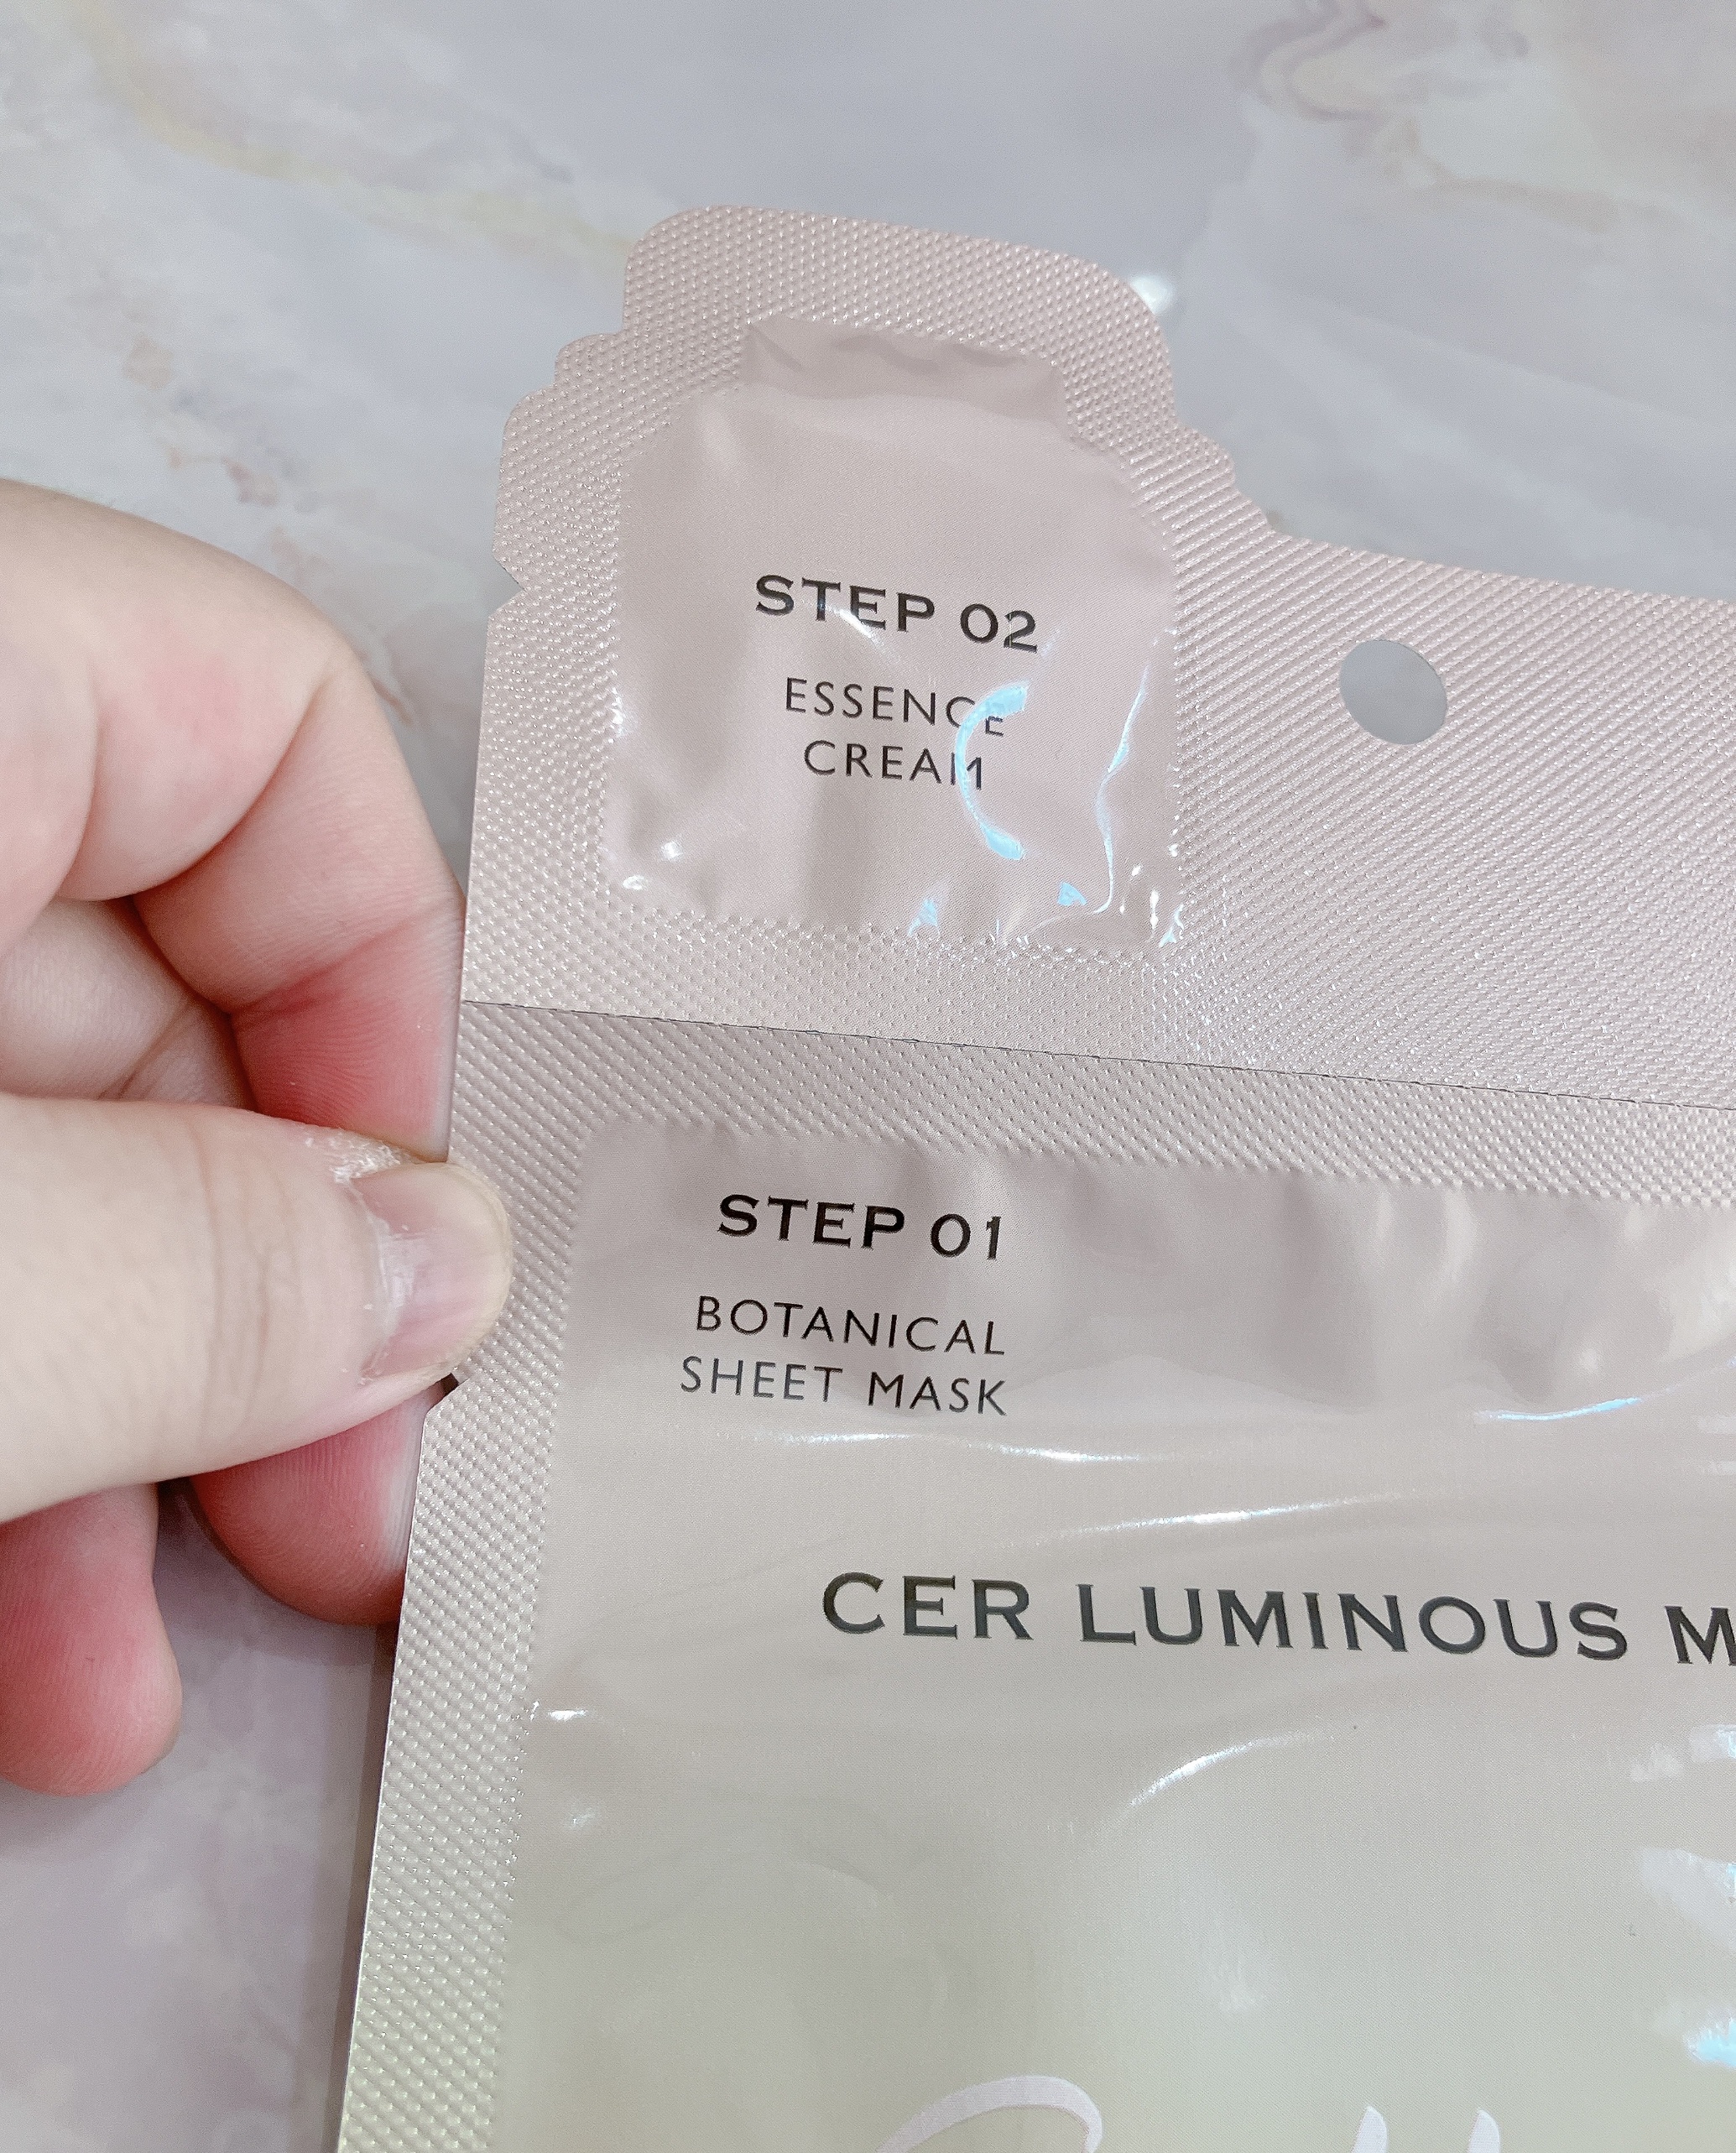 STEP 02
ESSENCE
CREAM
STEP 01
BOTANICAL
SHEET MASK
CER LUMINOUS M